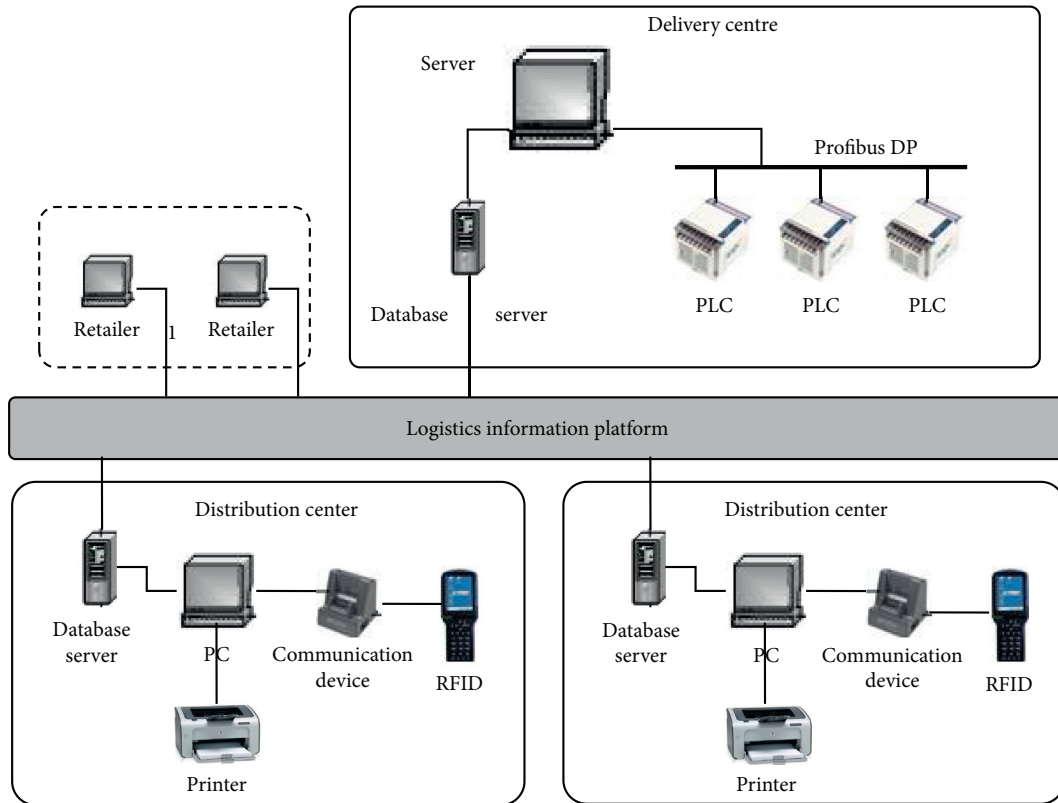 Delivery centre
Server
Profibus DP
PLC PLC PLC
Database server
Retailer 1 Retailer
Logistics information platform
Distribution center
Database
server
PC
Communication
device
RFID
Printer
Distribution center
Database
server
PC
Communication
device
RFID
Printer